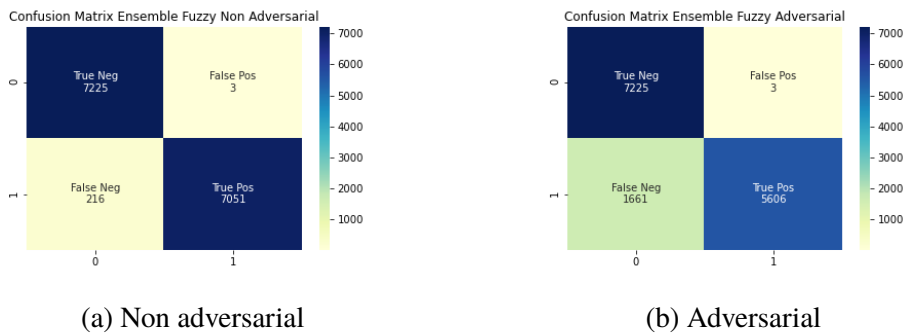 Confusion Matrix Ensemble Fuzzy Non Adversarial
0
1
True Neg
7225
False Pos
3
False Neg
216
True Pos
7051
0
1
7000
6000
5000
4000
3000
2000
1000
(a) Non adversarial
Confusion Matrix Ensemble Fuzzy Adversarial
0
1
True Neg
7225
False Pos
3
False Neg
1661
True Pos
5606
0
1
7000
6000
5000
4000
3000
2000
1000
(b) Adversarial